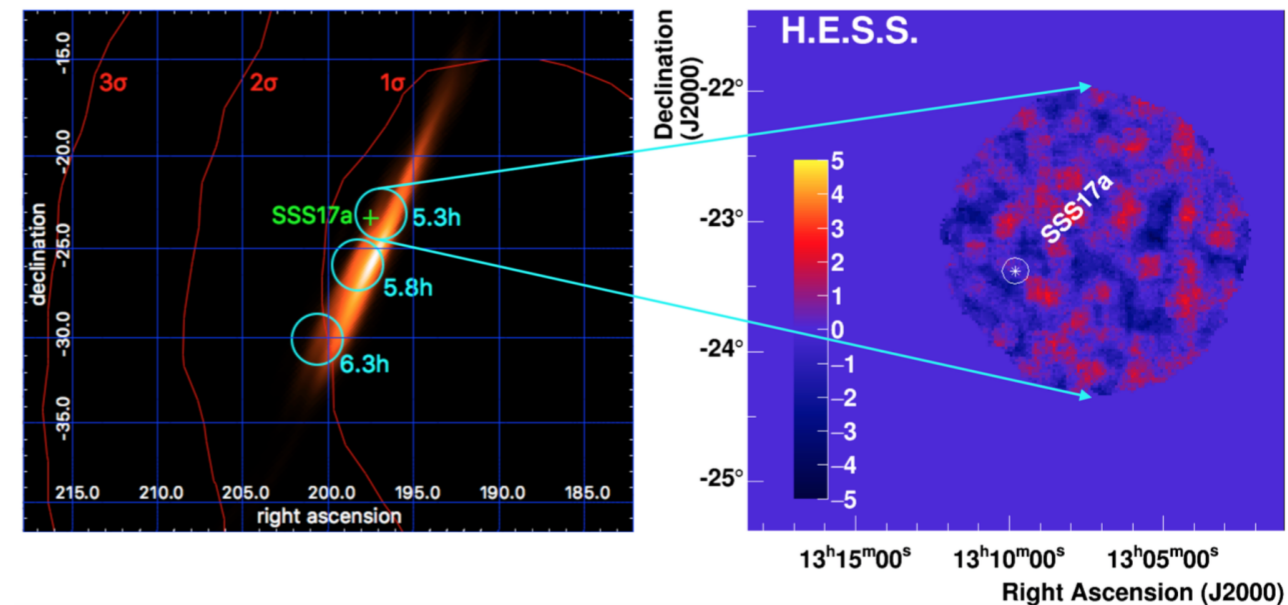 3σ
2σ
1σ
SSS17a
5.3h
5.8h
6.3h
-15.0
-20.0
-25.0
-30.0
-35.0
declination
215.0 210.0 205.0 200.0 195.0 190.0 185.0
right ascension
H.E.S.S.
Declination
(J2000)
-22°
-23°
-24°
-25°
5
4
3
2
1
0
−1
−2
−3
−4
−5
SSS17a
13h15m00s 13h10m00s 13h05m00s
Right Ascension (J2000)